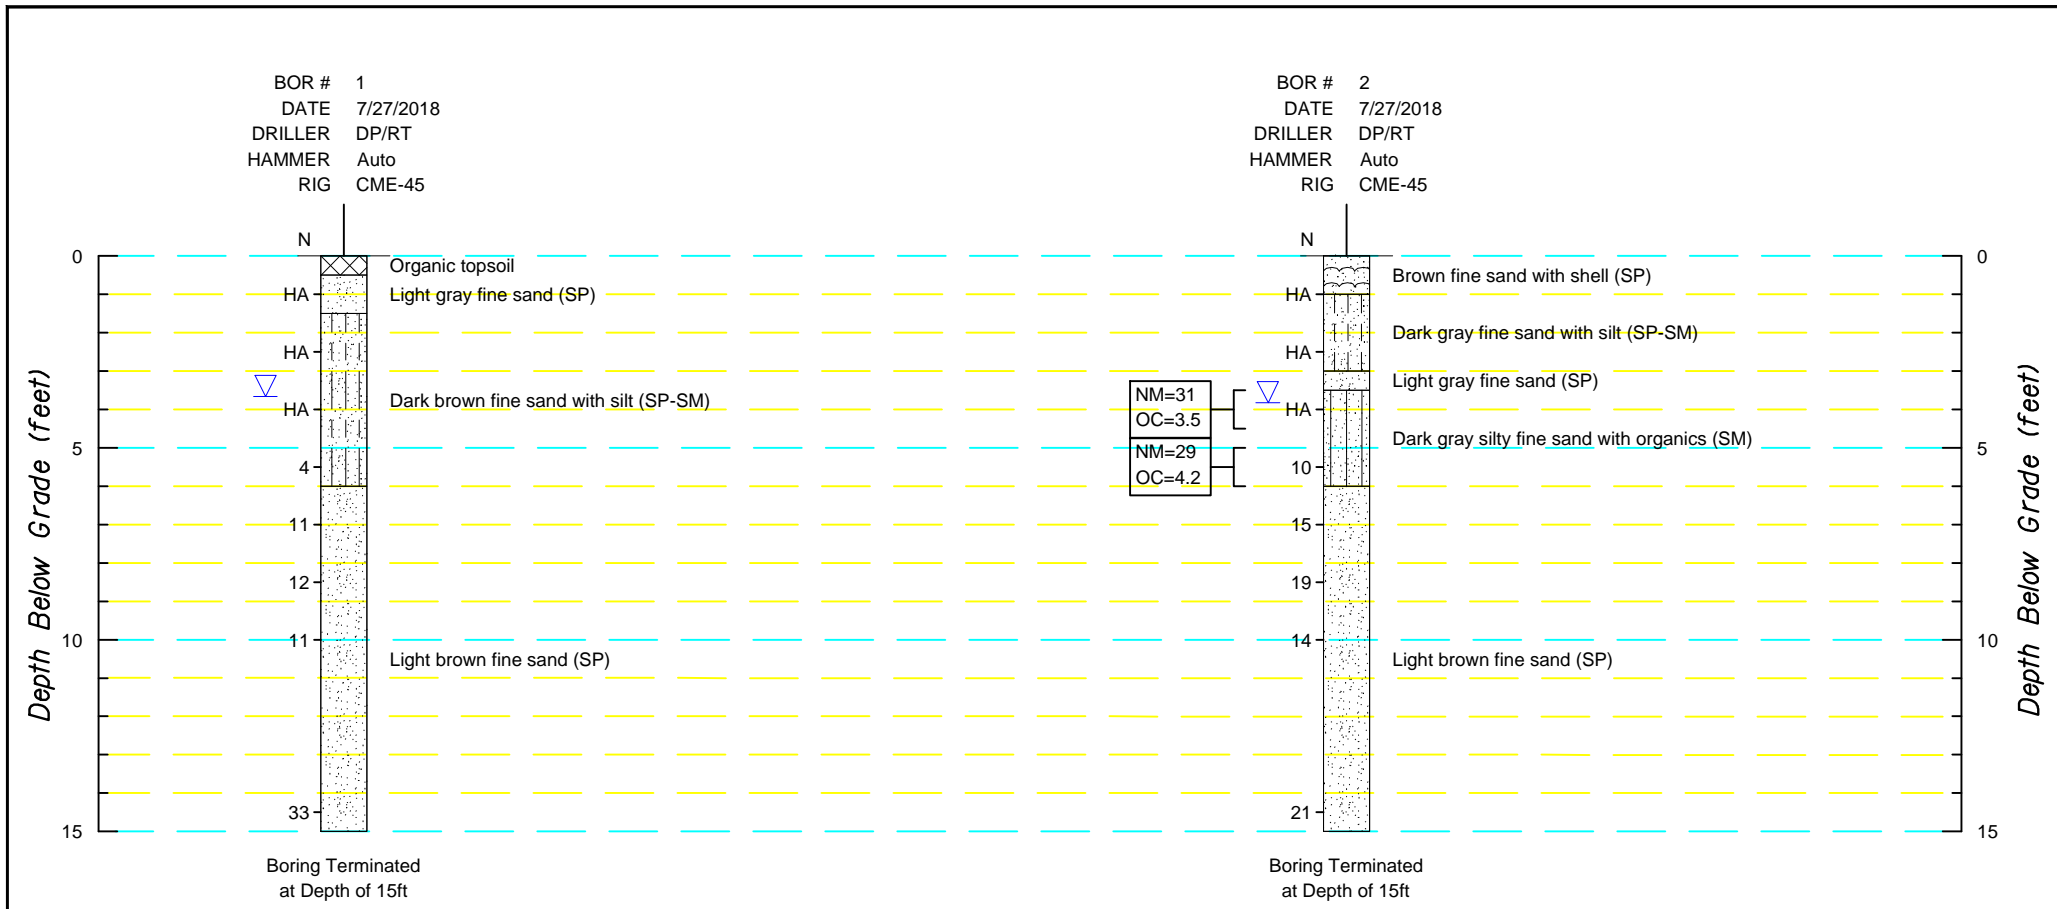 BOR # 1
DATE 7/27/2018
DRILLER DP/RT
HAMMER Auto
RIG CME-45
BOR # 2
DATE 7/27/2018
DRILLER DP/RT
HAMMER Auto
RIG CME-45
Depth Below Grade (feet)
0
5
10
15
N
HA
HA
HA
4
11
12
11
33
Organic topsoil
Light gray fine sand (SP)
Dark brown fine sand with silt (SP-SM)
Light brown fine sand (SP)
Boring Terminated
at Depth of 15ft
NM=31
OC=3.5
NM=29
OC=4.2
N
HA
HA
HA
10
15
19
14
21
Brown fine sand with shell (SP)
Dark gray fine sand with silt (SP-SM)
Light gray fine sand (SP)
Dark gray silty fine sand with organics (SM)
Light brown fine sand (SP)
Boring Terminated
at Depth of 15ft
0
5
10
15
Depth Below Grade (feet)